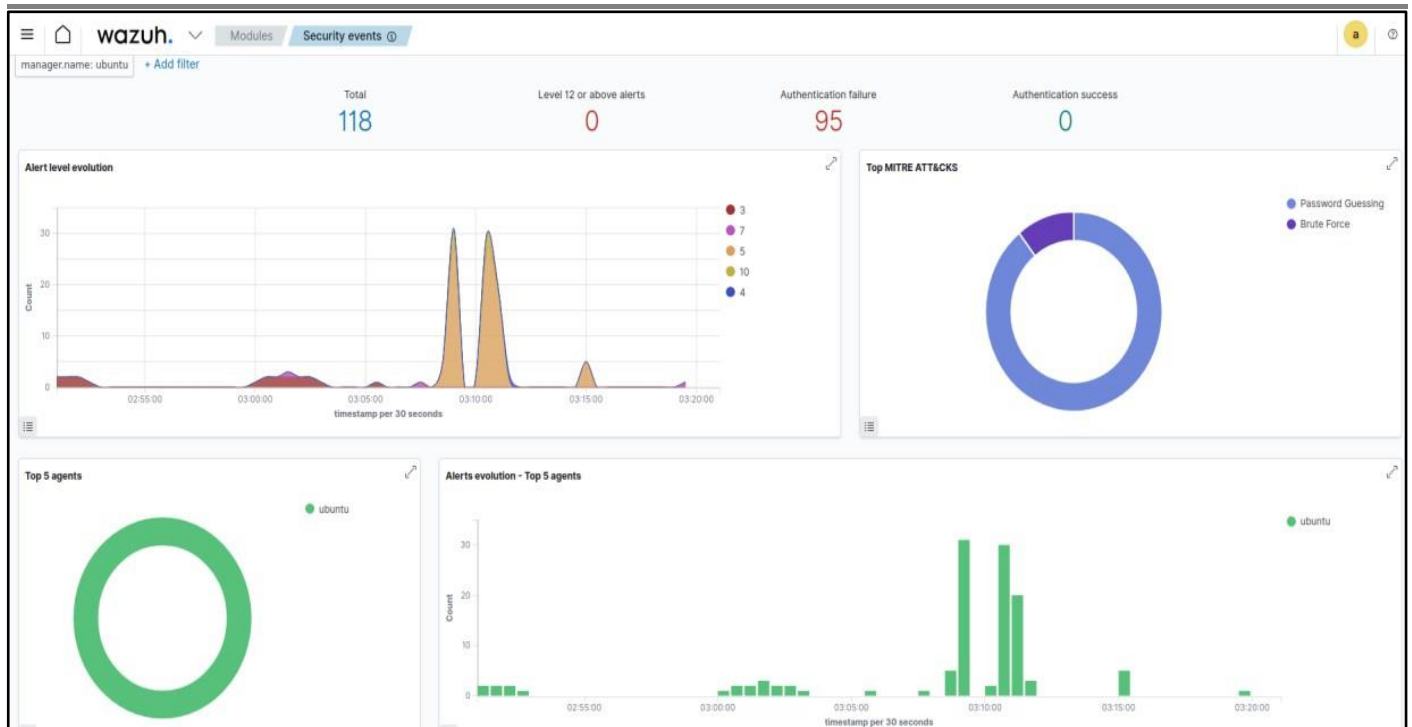 wazuh. Modules Security events
a
manager.name: ubuntu + Add filter
Total Level 12 or above alerts Authentication failure Authentication success
118 0 95 0
Alert level evolution
30
20
10
0
Count
02:55:00 03:00:00 03:05:00 03:10:00 03:15:00 03:20:00
timestamp per 30 seconds
3
7
5
10
4
Top MITRE ATT&CKS
Password Guessing
Brute Force
Top 5 agents
ubuntu
Alerts evolution - Top 5 agents
30
20
10
0
Count
02:55:00 03:00:00 03:05:00 03:10:00 03:15:00 03:20:00
timestamp per 30 seconds
ubuntu